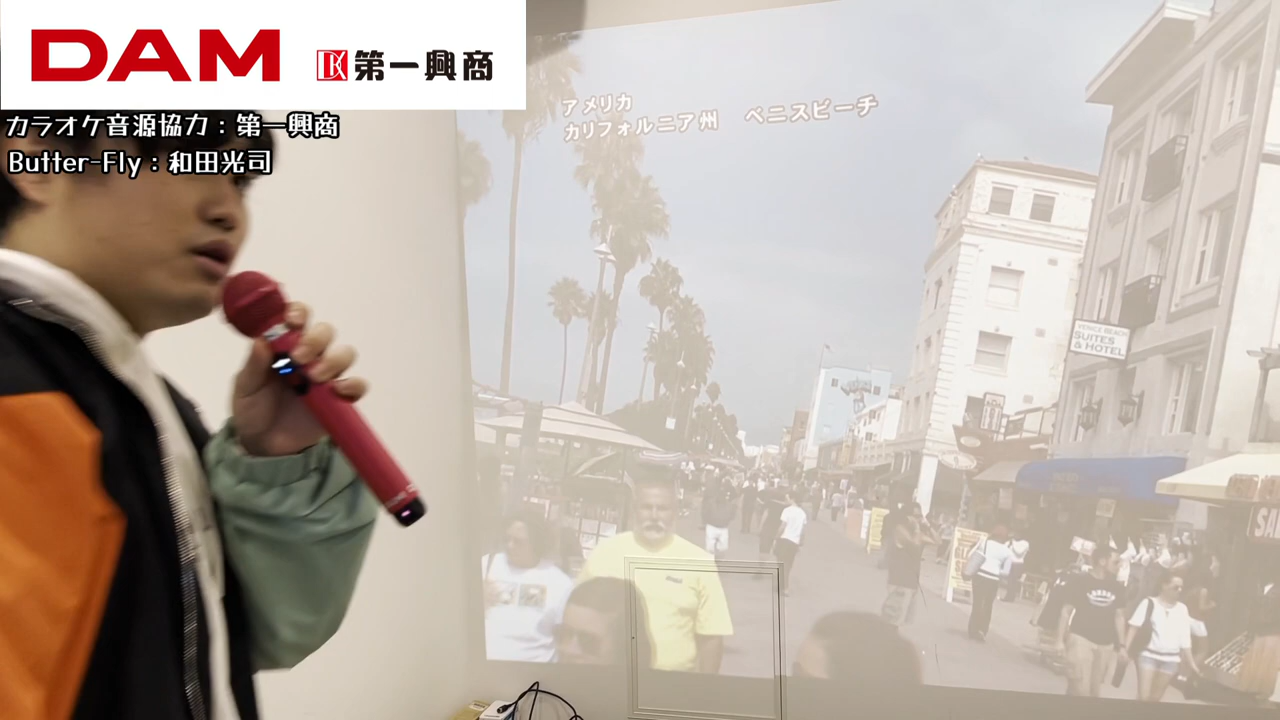 DAM
DK 第一興商
カラオケ音源協力：第一興商
Butter-Fly：和田光司
アメリカ
カリフォルニア州　ベニスビーチ
VENICE BEACH
SUITES
& HOTEL